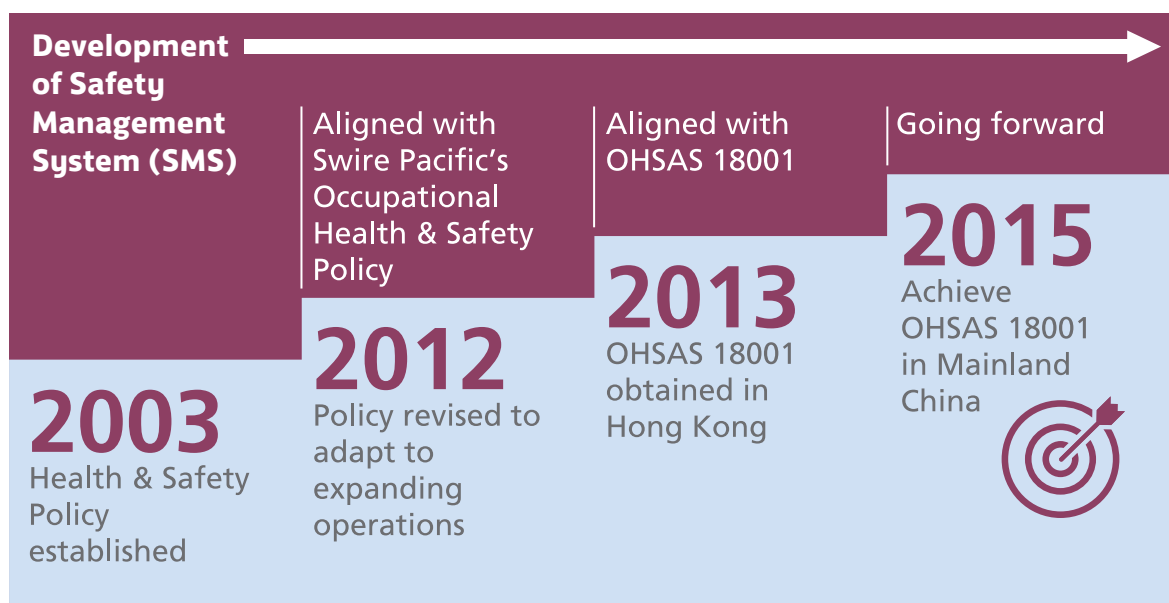 Development
of Safety
Management
System (SMS)
2003
Health & Safety
Policy
established
Aligned with
Swire Pacific's
Occupational
Health & Safety
Policy
2012
Policy revised to
adapt to
expanding
operations
Aligned with
OHSAS 18001
2013
OHSAS 18001
obtained in
Hong Kong
Going forward
2015
Achieve
OHSAS 18001
in Mainland
China